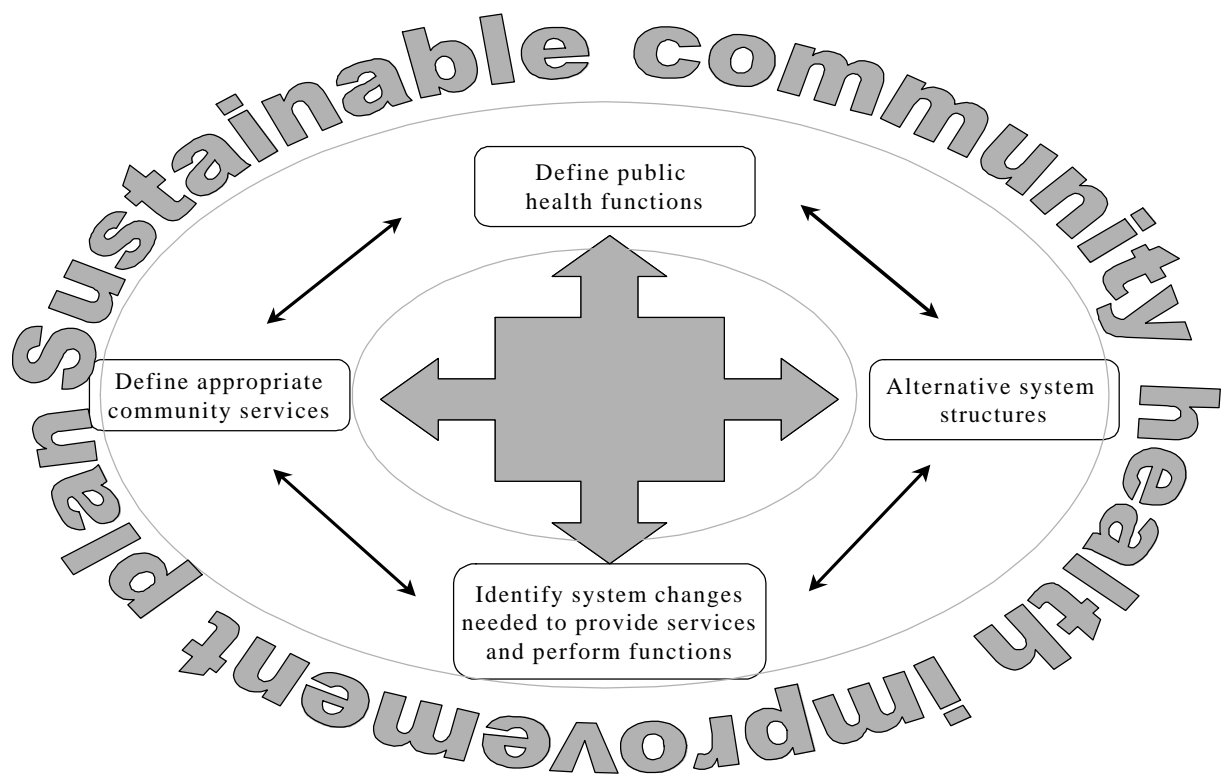 Sustainable community health improvement plan
Define public
health functions
Define appropriate
community services
Alternative system
structures
Identify system changes
needed to provide services
and perform functions